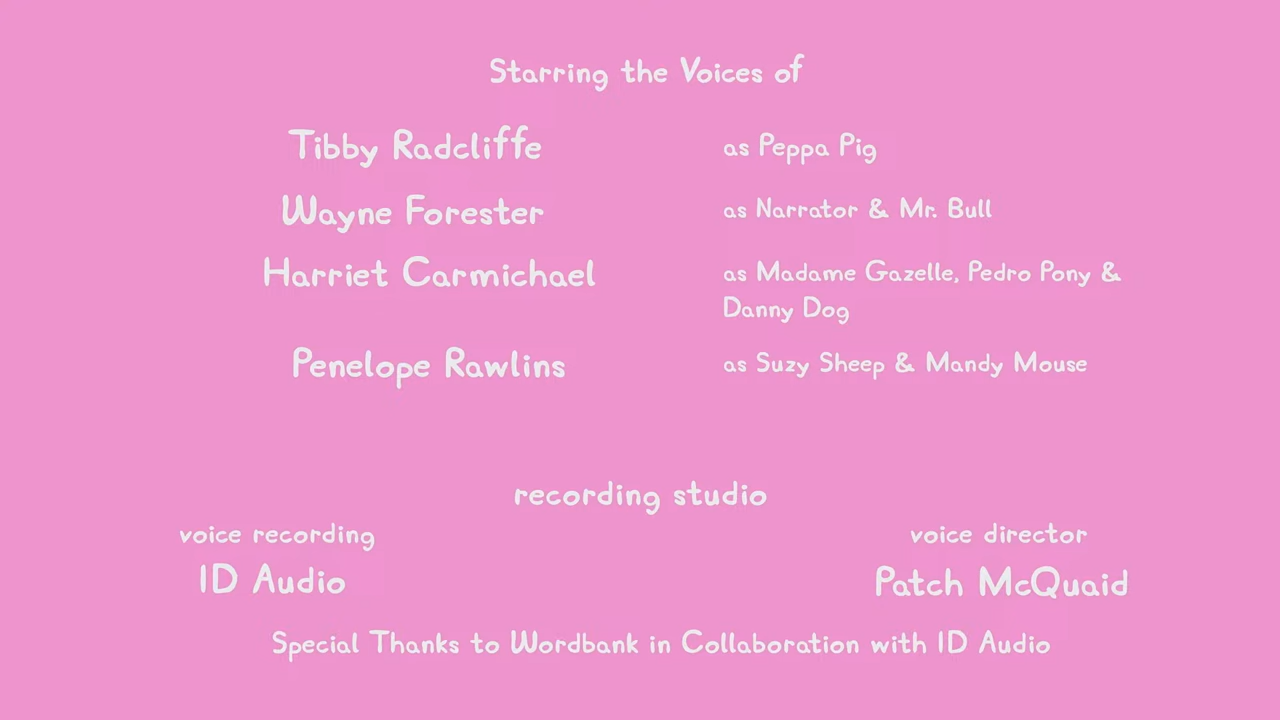 Starring the Voices of
Tibby Radcliffe as Peppa Pig
Wayne Forester as Narrator & Mr. Bull
Harriet Carmichael as Madame Gazelle, Pedro Pony &
Danny Dog
Penelope Rawlins as Suzy Sheep & Mandy Mouse
recording studio
voice recording voice director
ID Audio Patch McQuaid
Special Thanks to Wordbank in Collaboration with ID Audio